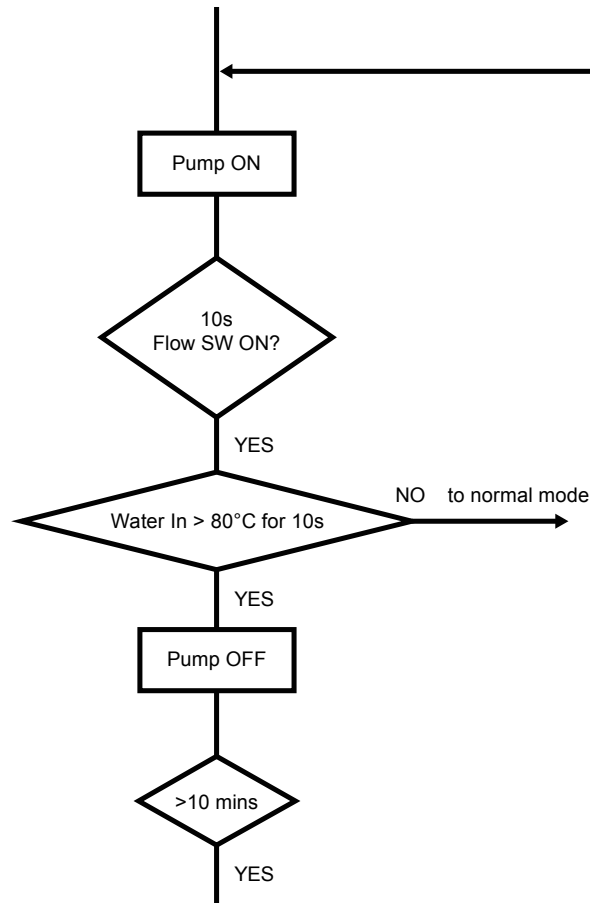 Pump ON
10s
Flow SW ON?
YES
Water In > 80°C for 10s
NO to normal mode
YES
Pump OFF
>10 mins
YES